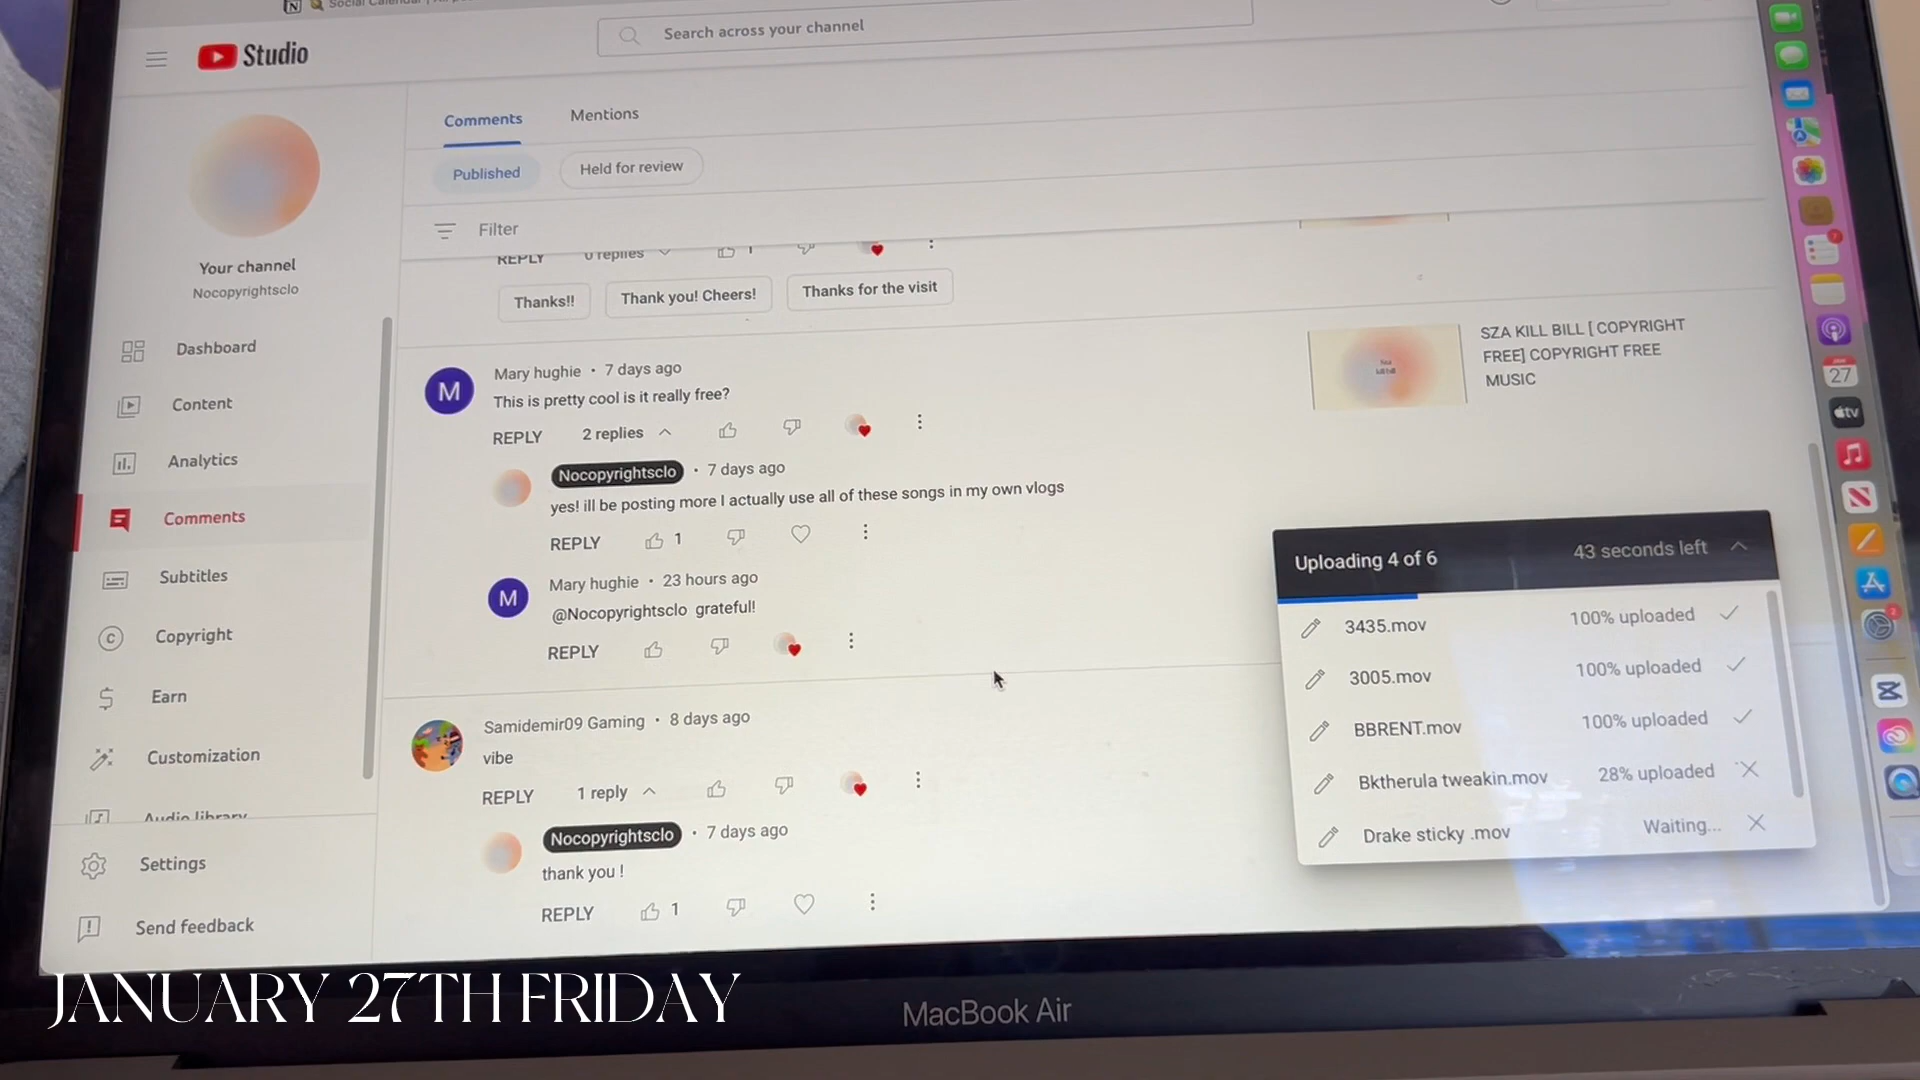 Studio
Search across your channel
Your channel
Nocopyrightsclo
Dashboard
Content
Analytics
Comments
Subtitles
Copyright
Earn
Customization
Audio library
Settings
Send feedback
Comments
Mentions
Published
Held for review
Filter
REPLY
0 replies
1
Thanks!!
Thank you! Cheers!
Thanks for the visit
M
Mary hughie • 7 days ago
This is pretty cool is it really free?
REPLY
2 replies
SZA KILL BILL [ COPYRIGHT
FREE] COPYRIGHT FREE
MUSIC
Nocopyrightsclo • 7 days ago
yes! ill be posting more I actually use all of these songs in my own vlogs
REPLY
1
M
Mary hughie • 23 hours ago
@Nocopyrightsclo grateful!
REPLY
Samidemir09 Gaming • 8 days ago
vibe
REPLY
1 reply
Nocopyrightsclo • 7 days ago
thank you !
REPLY
1
Uploading 4 of 6
43 seconds left
3435.mov
100% uploaded
3005.mov
100% uploaded
BBRENT.mov
100% uploaded
Bktherula tweakin.mov
28% uploaded
Drake sticky .mov
Waiting...
27
tv
JANUARY 27TH FRIDAY
MacBook Air